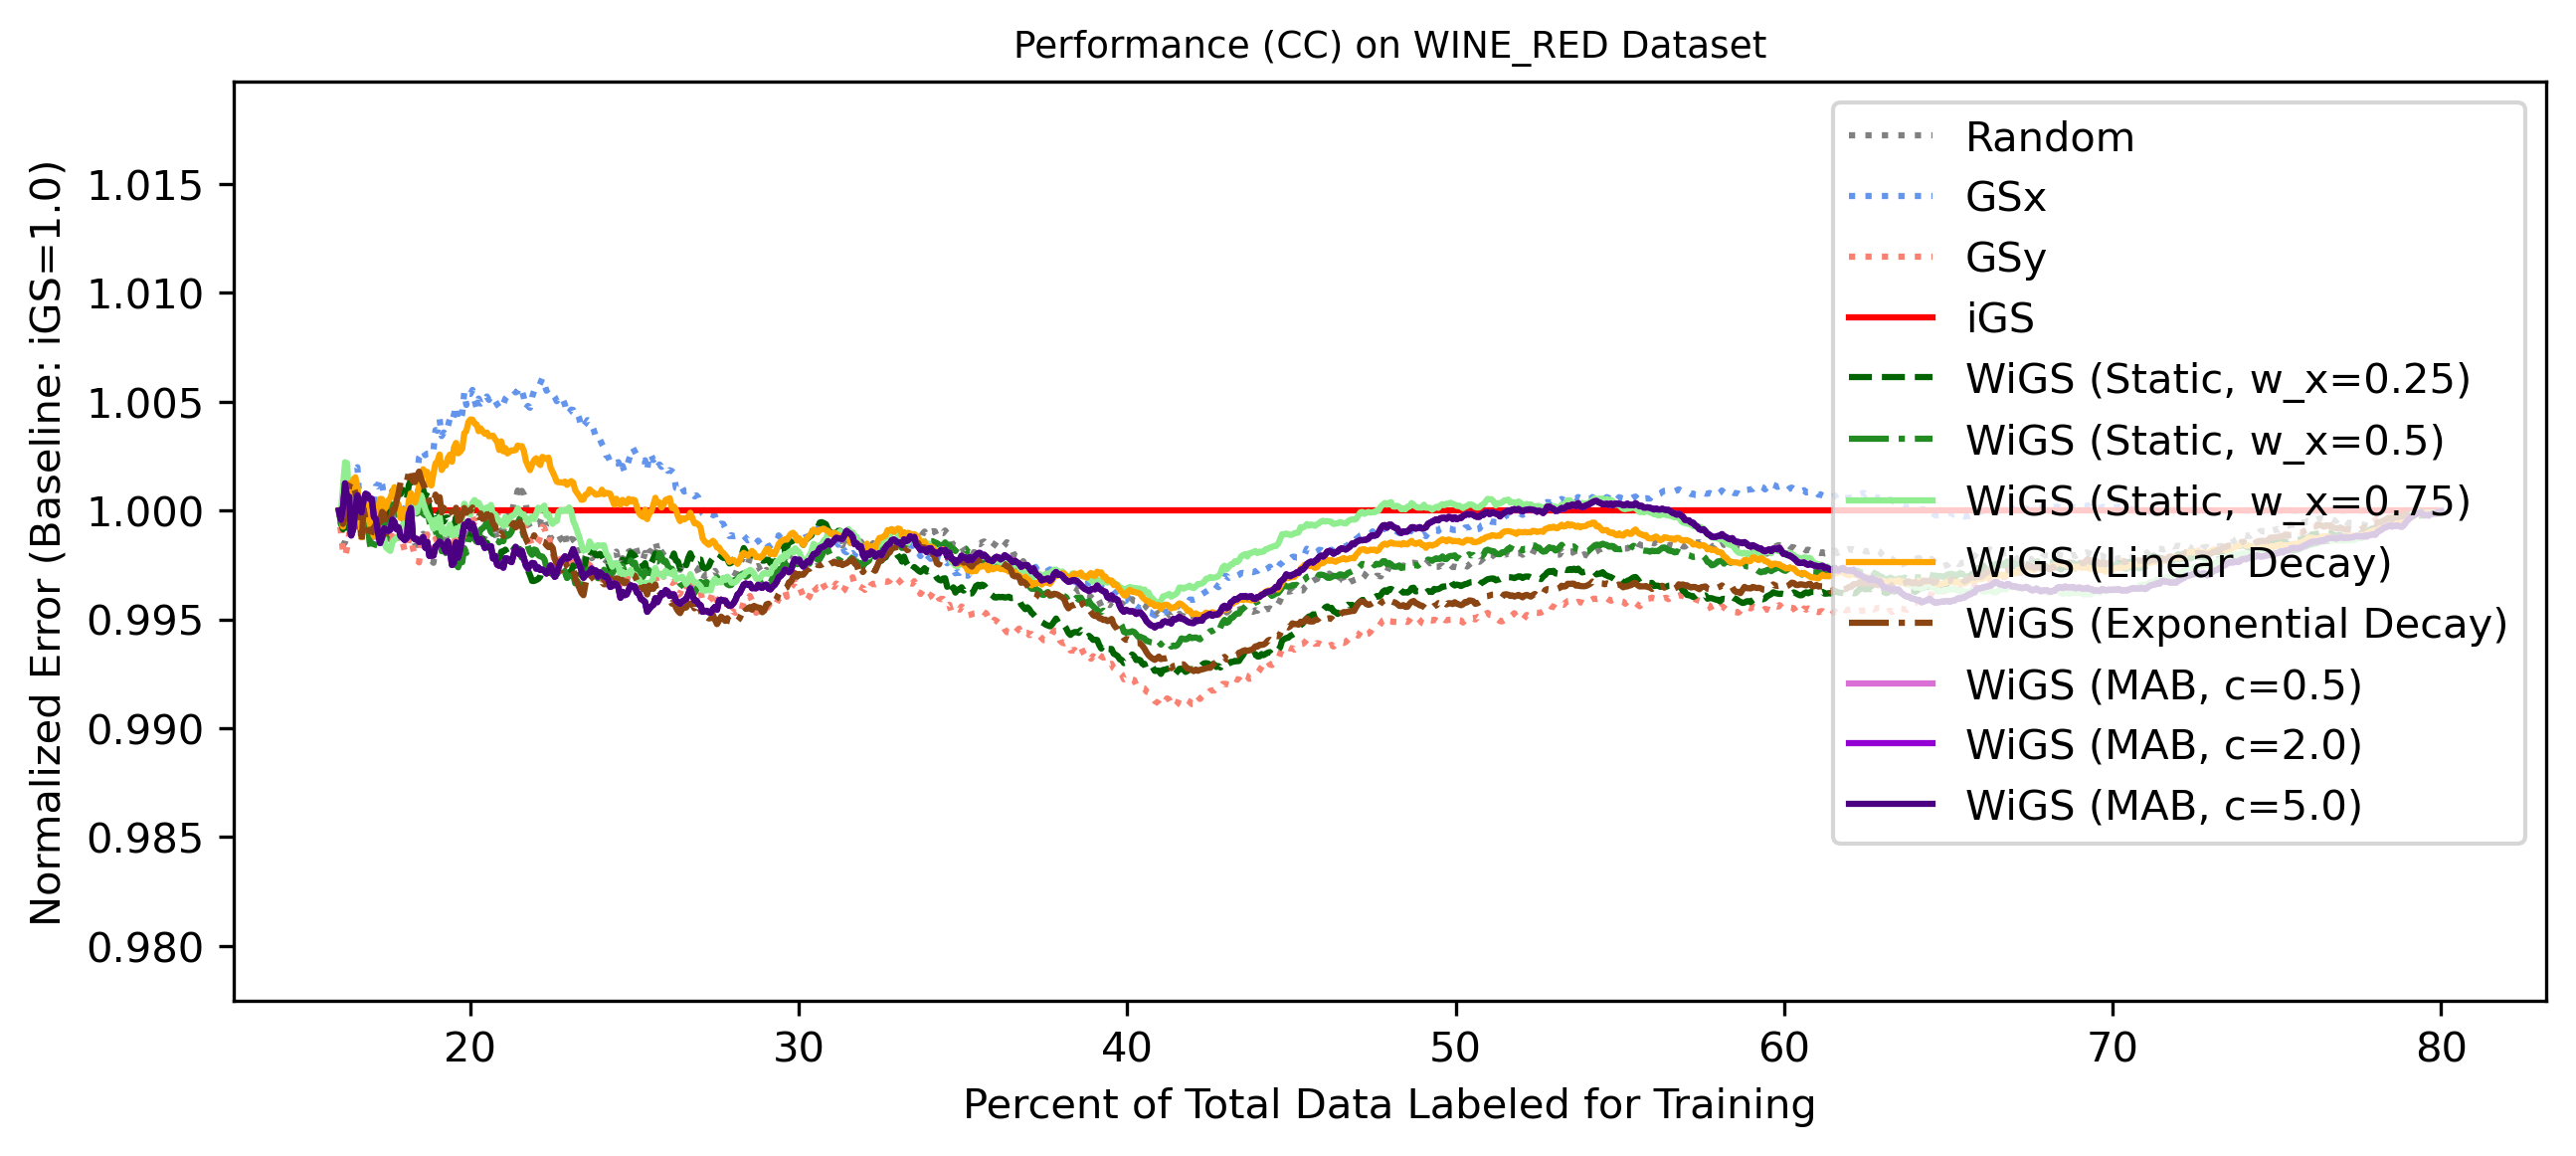 Performance (CC) on WINE_RED Dataset
Normalized Error (Baseline: iGS=1.0)
1.015
1.010
1.005
1.000
0.995
0.990
0.985
0.980
Random
GSx
GSy
iGS
WiGS (Static, w_x=0.25)
WiGS (Static, w_x=0.5)
WiGS (Static, w_x=0.75)
WiGS (Linear Decay)
WiGS (Exponential Decay)
WiGS (MAB, c=0.5)
WiGS (MAB, c=2.0)
WiGS (MAB, c=5.0)
20 30 40 50 60 70 80
Percent of Total Data Labeled for Training